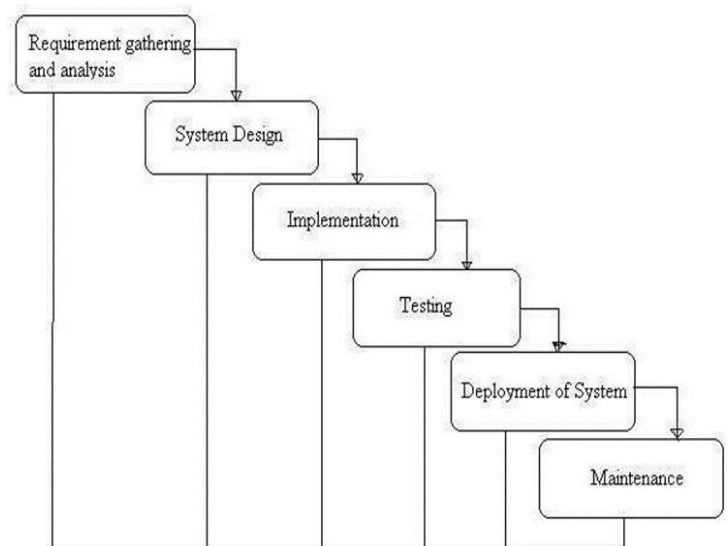 Requirement gathering
and analysis
System Design
Implementation
Testing
Deployment of System
Maintenance